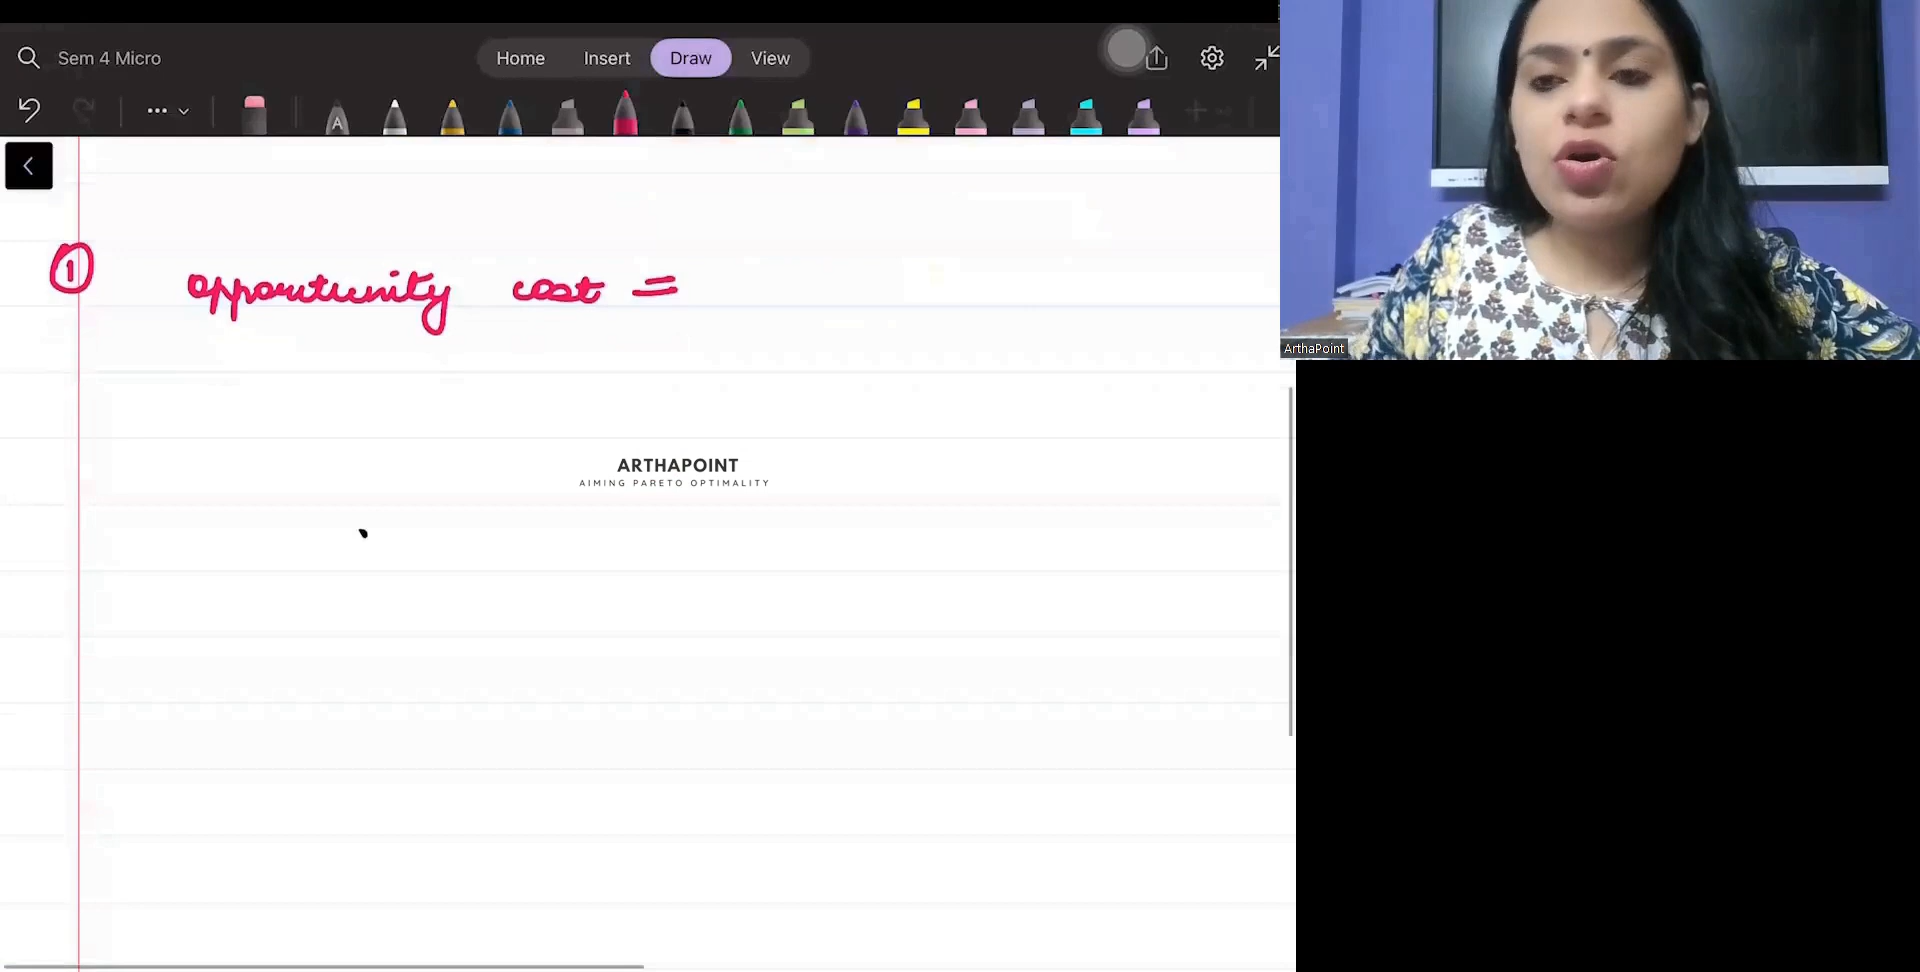 Sem 4 Micro
Home Insert Draw View
A
ArthaPoint
1 opportunity cost =
ARTHAPOINT
AIMING PARETO OPTIMALITY